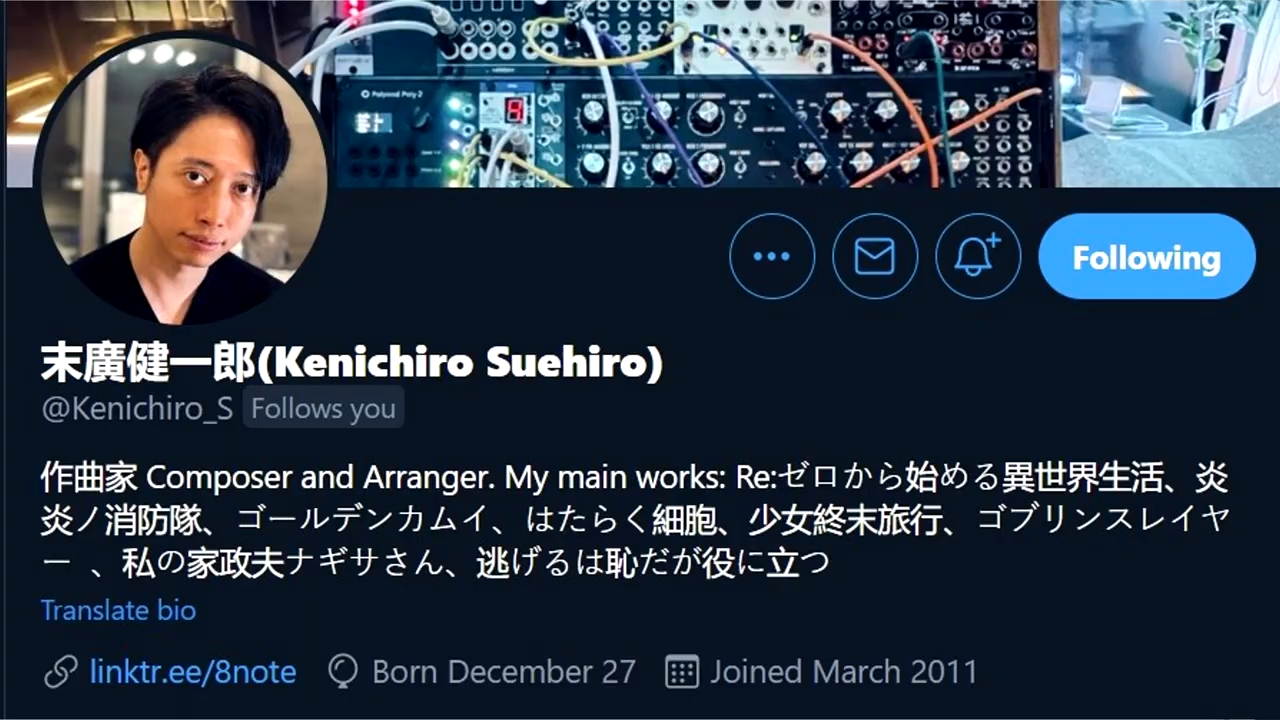 Polyend Poly 2
Following
末廣健一郎(Kenichiro Suehiro)
@Kenichiro_S Follows you
作曲家 Composer and Arranger. My main works: Re:ゼロから始める異世界生活、炎
炎ノ消防隊、ゴールデンカムイ、はたらく細胞、少女終末旅行、ゴブリンスレイヤ
ー 、私の家政夫ナギサさん、逃げるは恥だが役に立つ
Translate bio
linktr.ee/8note Born December 27 Joined March 2011